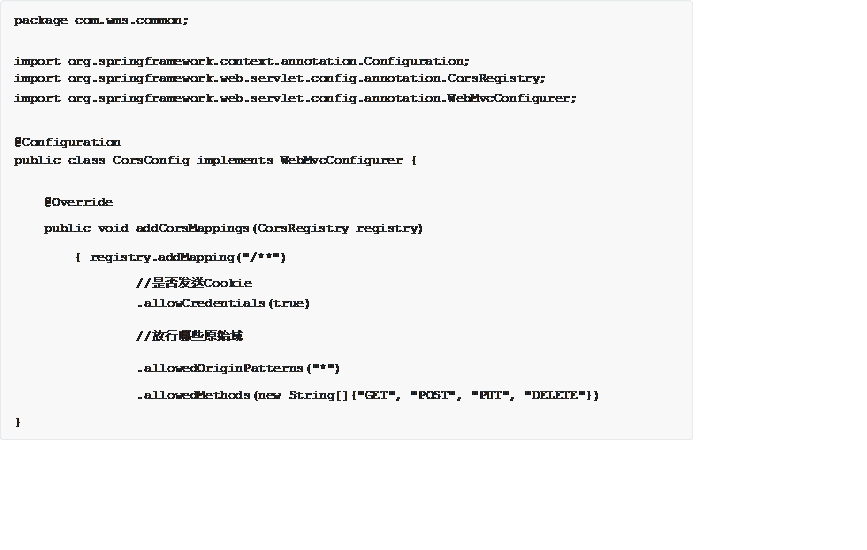 package com.wms.common;
import org.springframework.context.annotation.Configuration;
import org.springframework.web.servlet.config.annotation.CorsRegistry;
import org.springframework.web.servlet.config.annotation.WebMvcConfigurer;
@Configuration
public class CorsConfig implements WebMvcConfigurer {
@Override
public void addCorsMappings(CorsRegistry registry)
{ registry.addMapping("/**")
//是否发送Cookie
.allowCredentials(true)
//放行哪些原始域
.allowedOriginPatterns("*")
.allowedMethods(new String[]{"GET", "POST", "PUT", "DELETE"})
}